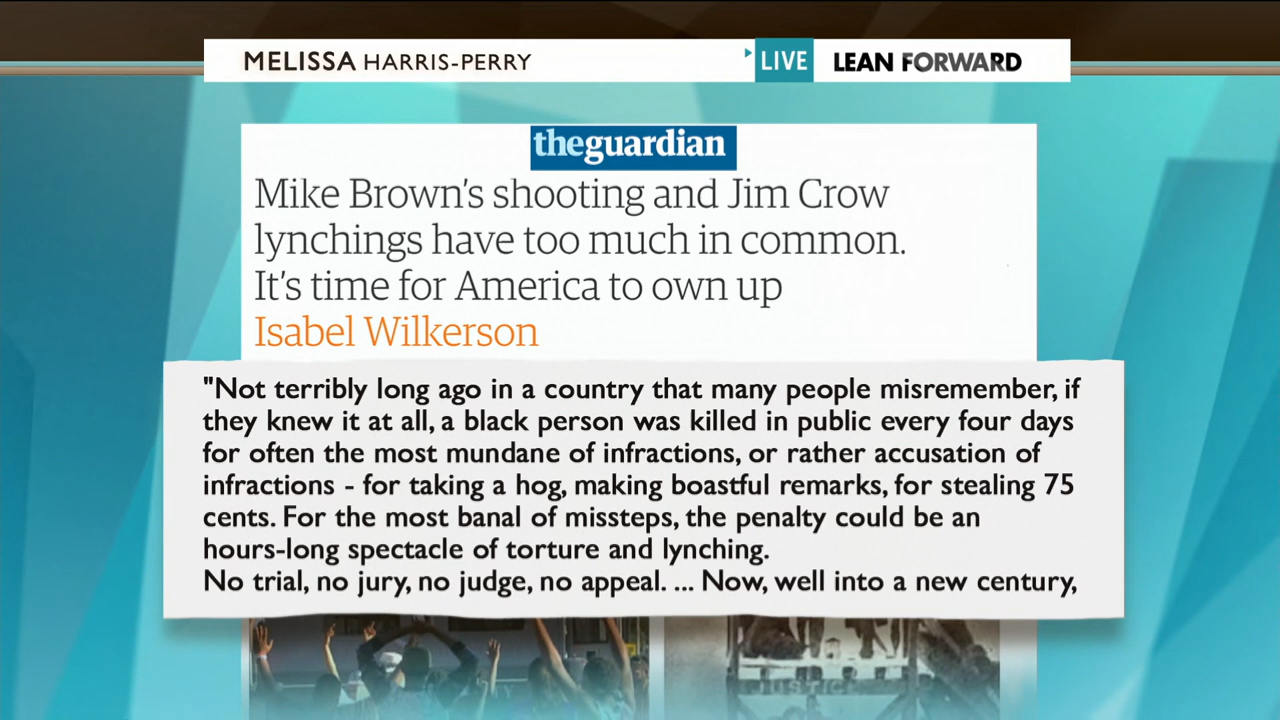 MELISSA HARRIS-PERRY
LIVE
LEAN FORWARD
theguardian
Mike Brown's shooting and Jim Crow
lynchings have too much in common.
It's time for America to own up
Isabel Wilkerson
"Not terribly long ago in a country that many people misremember, if
they knew it at all, a black person was killed in public every four days
for often the most mundane of infractions, or rather accusation of
infractions - for taking a hog, making boastful remarks, for stealing 75
cents. For the most banal of missteps, the penalty could be an
hours-long spectacle of torture and lynching.
No trial, no jury, no judge, no appeal. ... Now, well into a new century,
JUSTICE